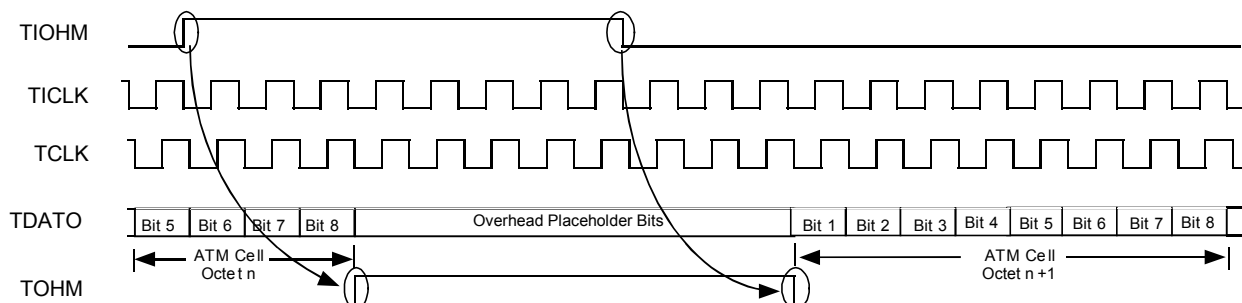 TIOHM
TICLK
TCLK
TDATO Bit 5 Bit 6 Bit 7 Bit 8 Overhead Placeholder Bits Bit 1 Bit 2 Bit 3 Bit 4 Bit 5 Bit 6 Bit 7 Bit 8
ATM Cell ATM Cell
Octet n Octet n+1
TOHM